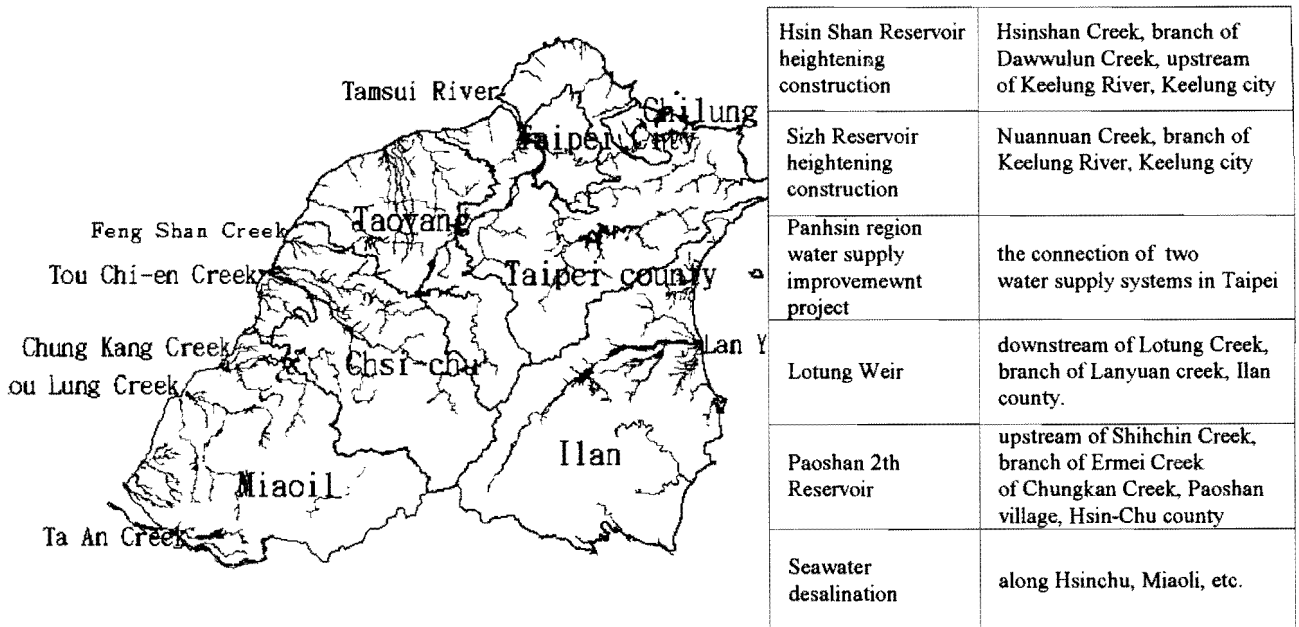 Tamsui River
Chilung
Taipei City
Taoyang
Feng Shan Creek
Tou Chi-en Creek
Taiper county
Chung Kang Creek
Chsi-chu
Lan Y
ou Lung Creek
Ilan
Miaoil
Ta An Creek
Hsin Shan Reservoir
heightening
construction
Hsinshan Creek, branch of
Dawwulun Creek, upstream
of Keelung River, Keelung city
Sizh Reservoir
heightening
construction
Nuannuan Creek, branch of
Keelung River, Keelung city
Panhsin region
water supply
improvemewnt
project
the connection of two
water supply systems in Taipei
Lotung Weir
downstream of Lotung Creek,
branch of Lanyuan creek, Ilan
county.
Paoshan 2th
Reservoir
upstream of Shihchin Creek,
branch of Ermei Creek
of Chungkan Creek, Paoshan
village, Hsin-Chu county
Seawater
desalination
along Hsinchu, Miaoli, etc.